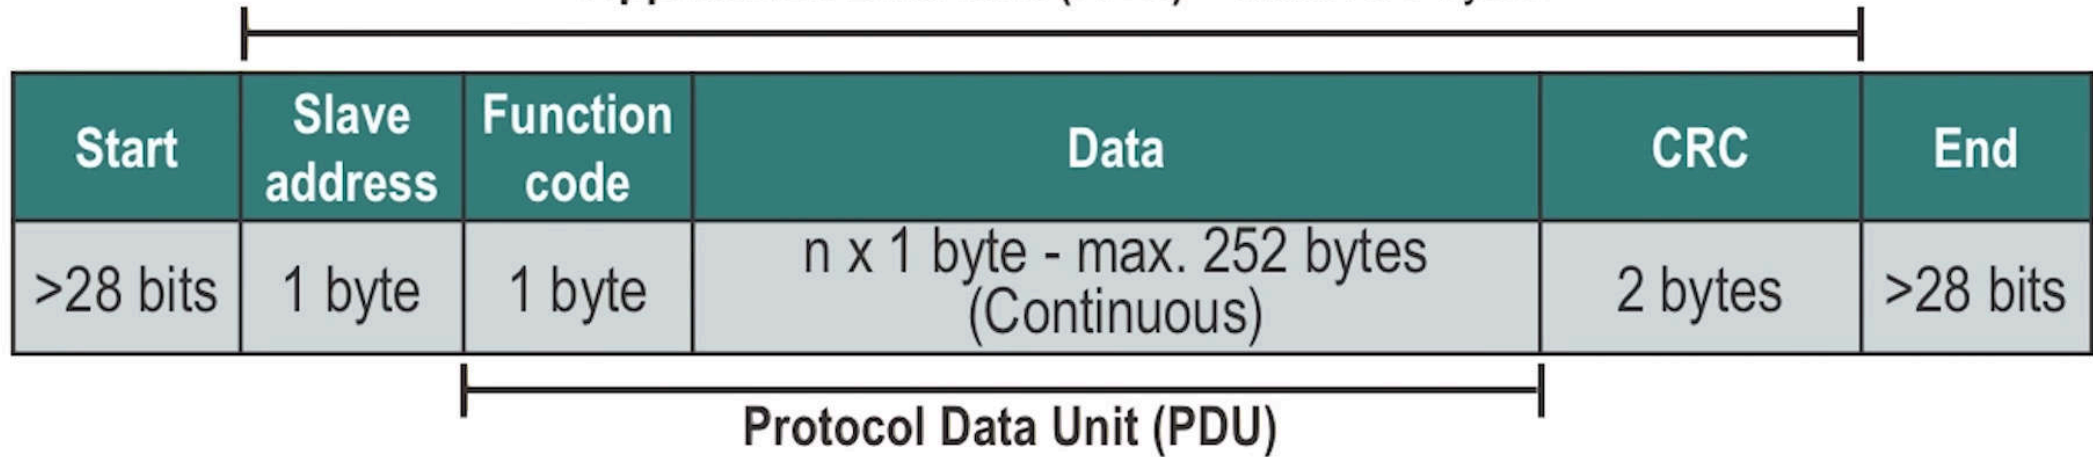 Start
Slave
address
Function
code
Data
CRC
End
>28 bits
1 byte
1 byte
n x 1 byte - max. 252 bytes
(Continuous)
2 bytes
>28 bits
Protocol Data Unit (PDU)